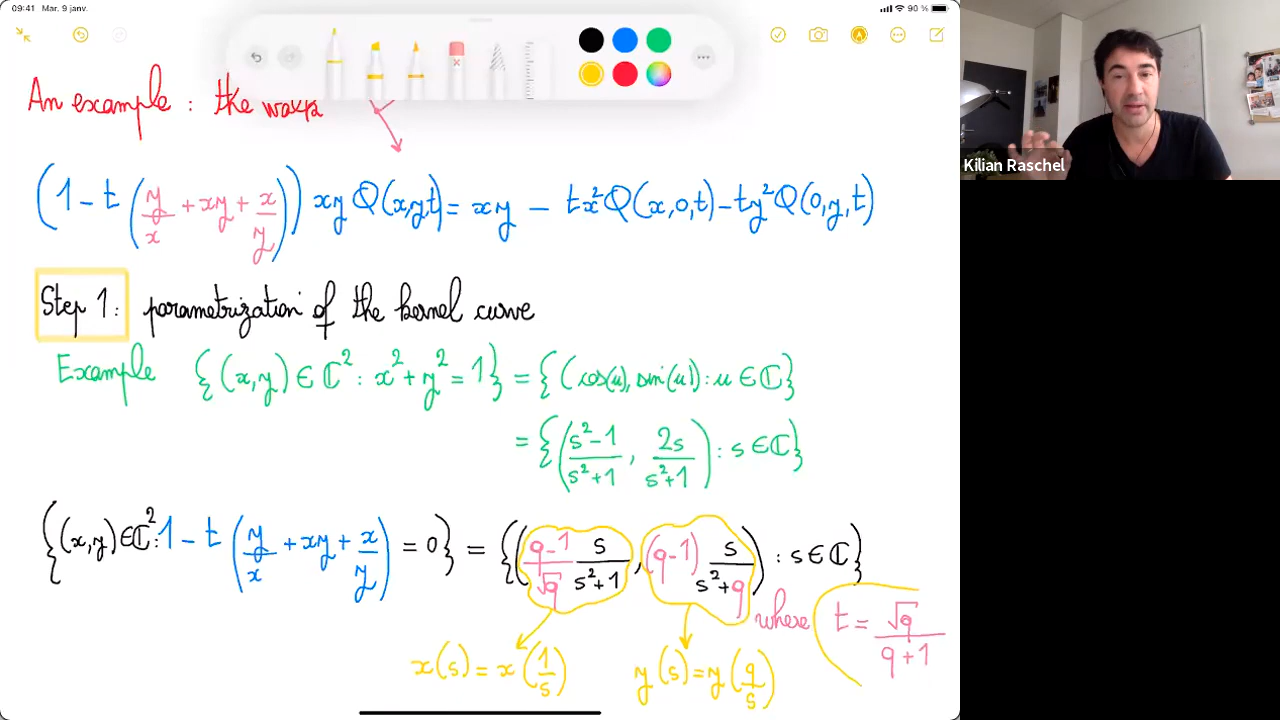 09:41 Mar. 9 janv.
90 %
An example : the
(1 - t (y/x + xy + x/y)) xy Q(x,y,t) = xy - tx²Q(x,0,t) - ty²Q(0,y,t)
Step 1: parametrization of the kernel curve
Example {(x,y) ∈ ℂ² : x² + y² = 1} = {(cos(u), sin(u)) : u ∈ ℂ}
= {((s²-1)/(s²+1), 2s/(s²+1)) : s ∈ ℂ}
{(x,y) ∈ ℂ² : 1 - t (y/x + xy + x/y) = 0} = {((q-1)/√q s/(s²+1), (q-1) s/(s²+q)) : s ∈ ℂ}
where t = √q/(q+1)
x(s) = x(1/s) y(s) = y(q/s)
Kilian Raschel